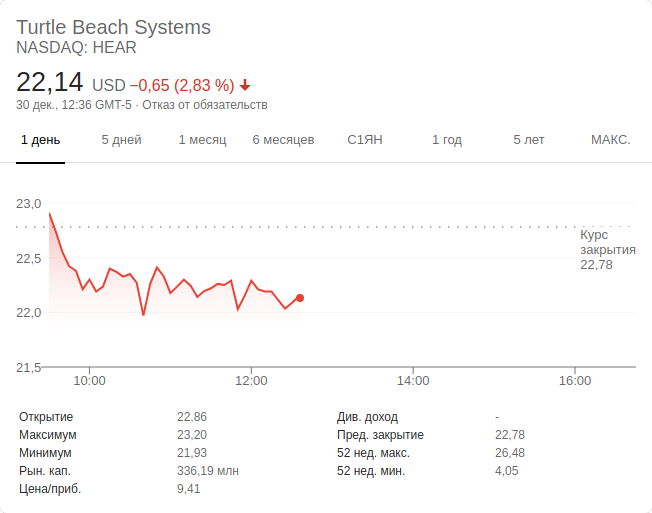 Turtle Beach Systems
NASDAQ: HEAR
22,14 USD −0,65 (2,83 %)
30 дек., 12:36 GMT-5 · Отказ от обязательств
1 день 5 дней 1 месяц 6 месяцев С1ЯН 1 год 5 лет МАКС.
23,0
Курс
закрытия
22,5
22,78
22,0
21,5
10:00 12:00 14:00 16:00
Открытие 22,86 Див. доход -
Максимум 23,20 Пред. закрытие 22,78
Минимум 21,93 52 нед. макс. 26,48
Рын. кап. 336,19 млн 52 нед. мин. 4,05
Цена/приб. 9,41